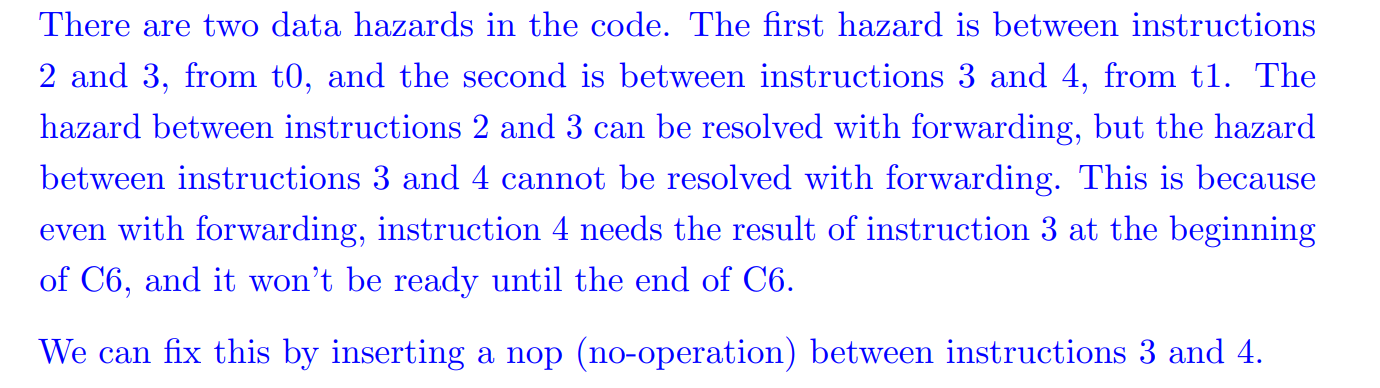 There are two data hazards in the code. The first hazard is between instructions
2 and 3, from t0, and the second is between instructions 3 and 4, from t1. The
hazard between instructions 2 and 3 can be resolved with forwarding, but the hazard
between instructions 3 and 4 cannot be resolved with forwarding. This is because
even with forwarding, instruction 4 needs the result of instruction 3 at the beginning
of C6, and it won’t be ready until the end of C6.
We can fix this by inserting a nop (no-operation) between instructions 3 and 4.